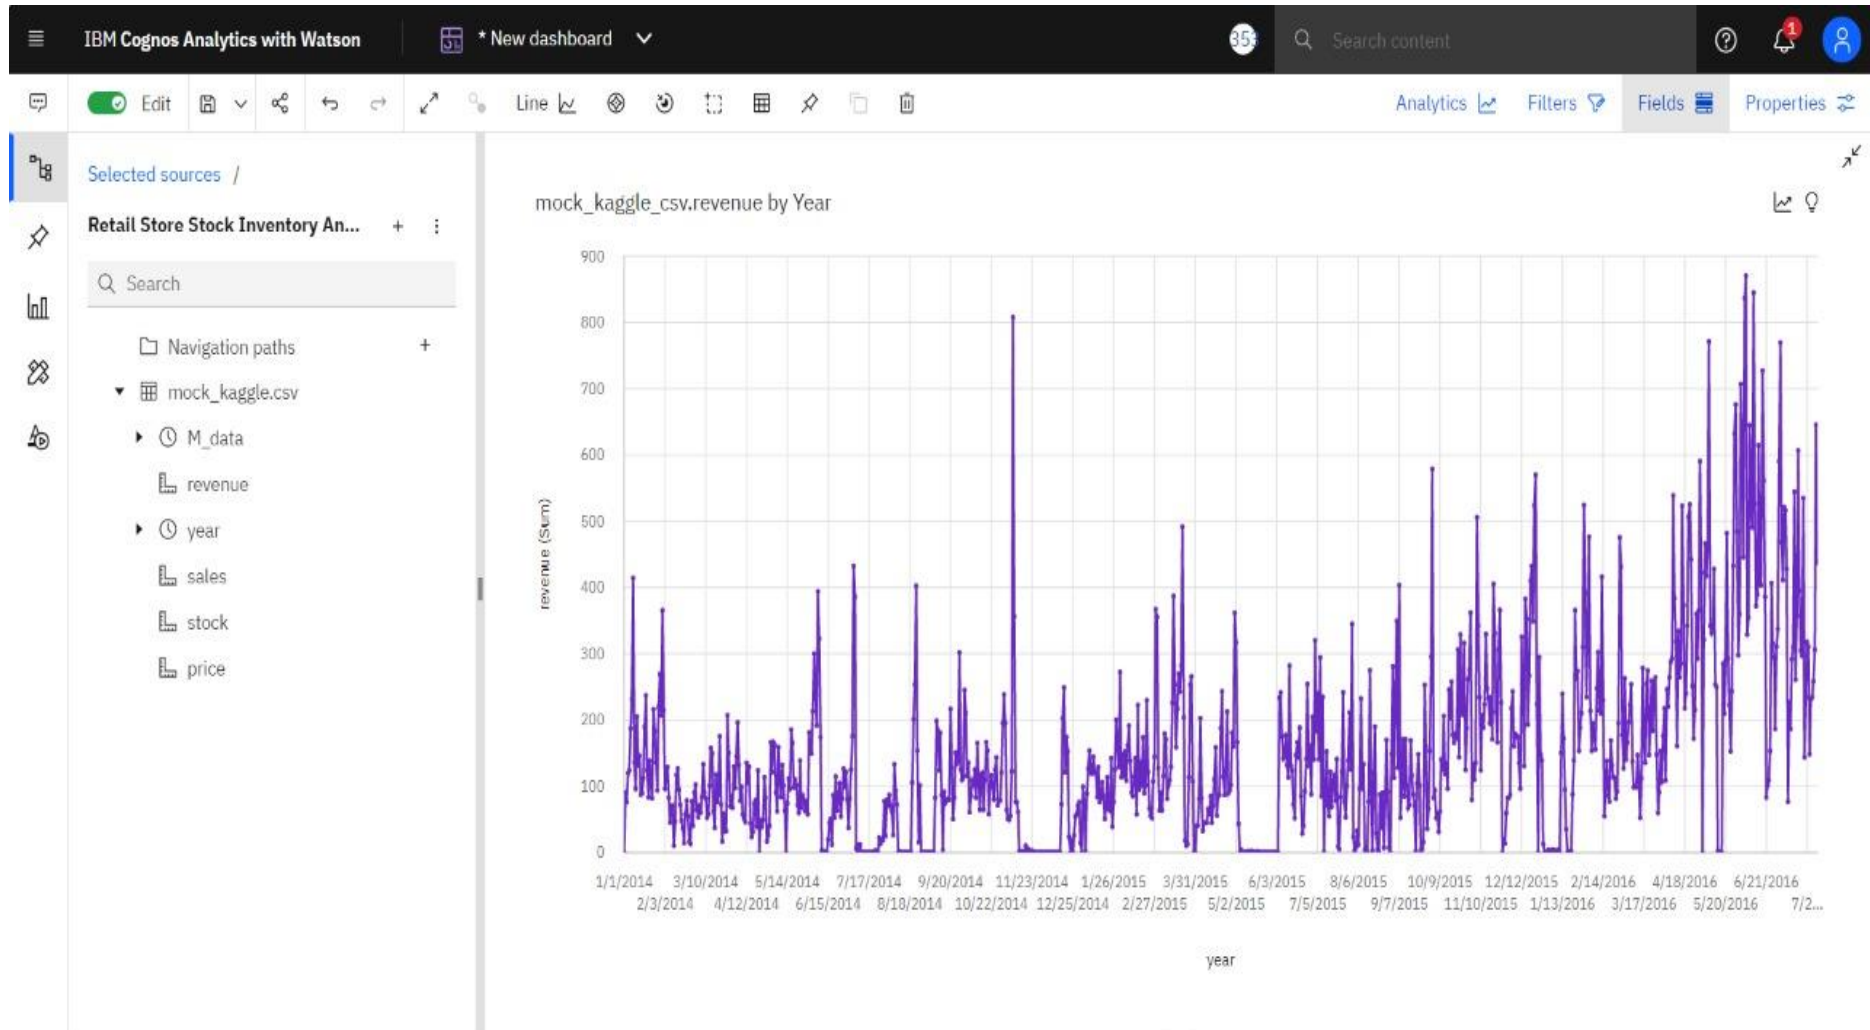 IBM Cognos Analytics with Watson
* New dashboard
353
Search content
1
Edit
Line
Analytics
Filters
Fields
Properties
Selected sources /
Retail Store Stock Inventory An...
Search
Navigation paths
mock_kaggle.csv
M_data
revenue
year
sales
stock
price
mock_kaggle_csv.revenue by Year
900
800
700
600
500
400
300
200
100
0
revenue (Sum)
1/1/2014 3/10/2014 5/14/2014 7/17/2014 9/20/2014 11/23/2014 1/26/2015 3/31/2015 6/3/2015 8/6/2015 10/9/2015 12/12/2015 2/14/2016 4/18/2016 6/21/2016
2/3/2014 4/12/2014 6/15/2014 8/18/2014 10/22/2014 12/25/2014 2/27/2015 5/2/2015 7/5/2015 9/7/2015 11/10/2015 1/13/2016 3/17/2016 5/20/2016 7/2...
year